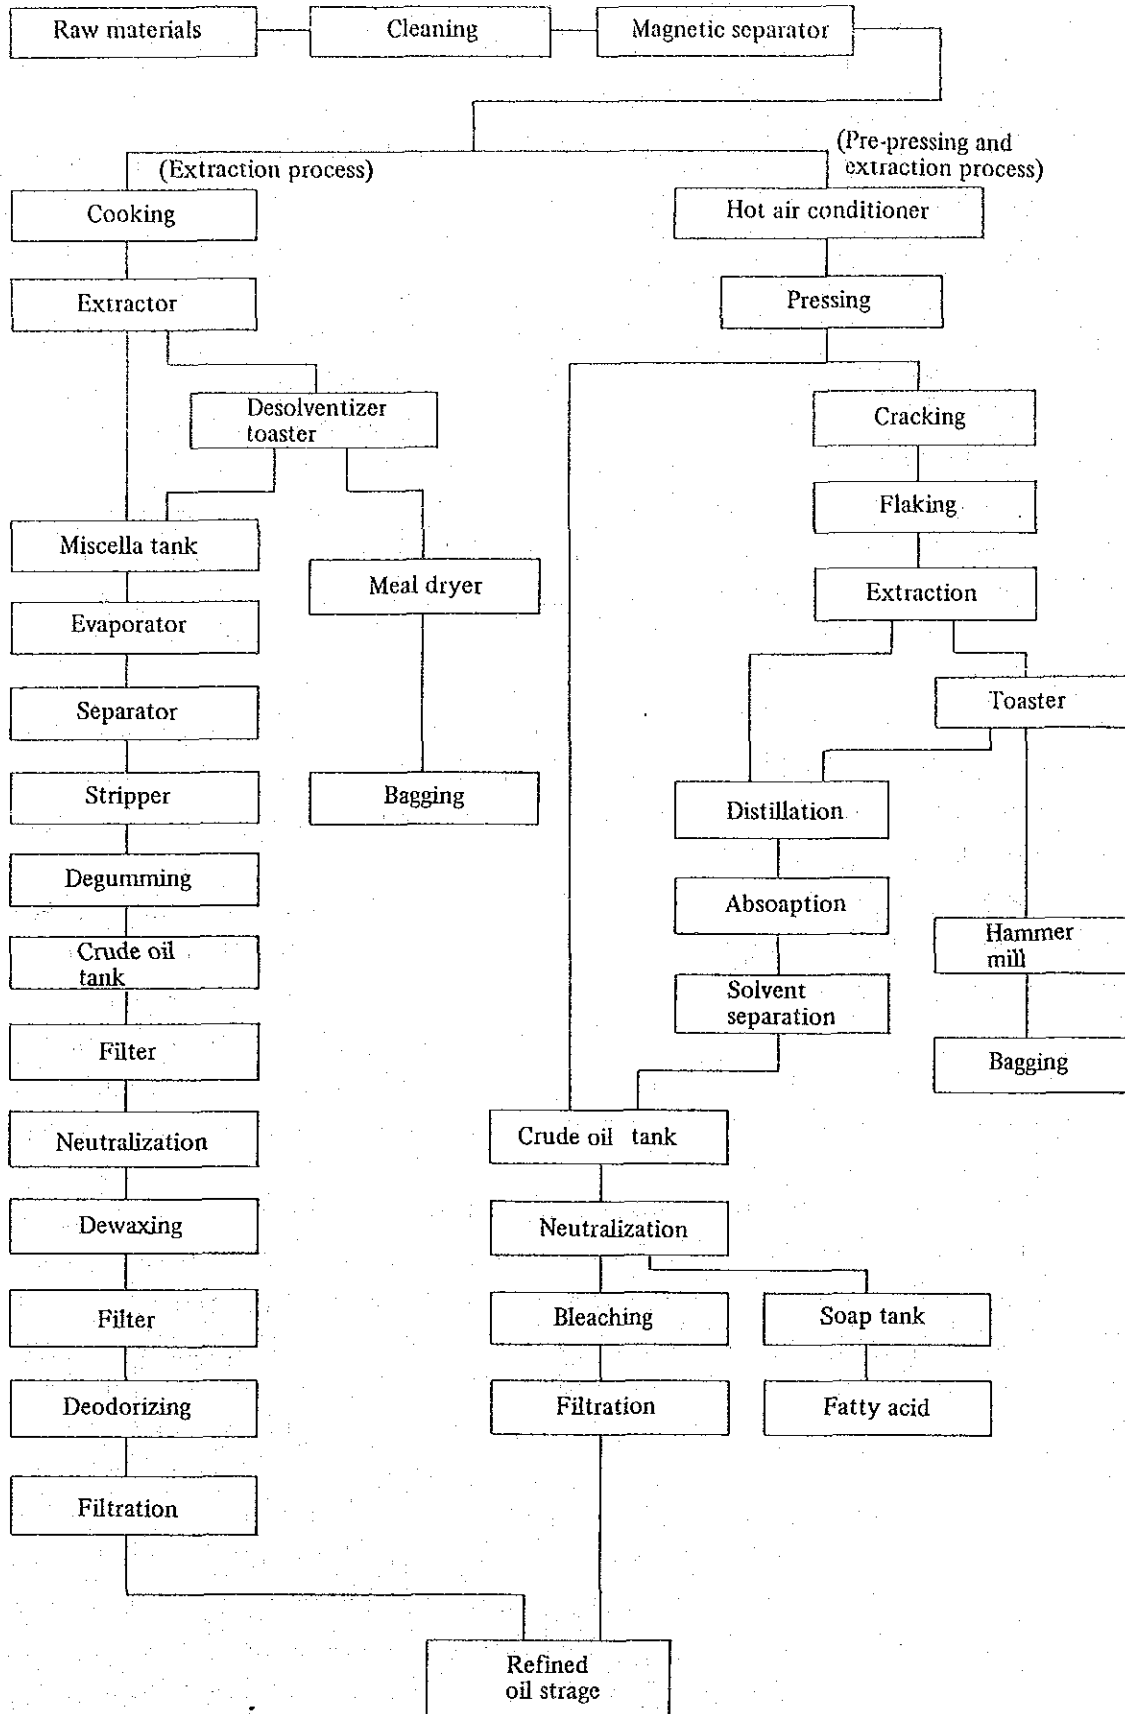 Raw materials
Cleaning
Magnetic separator
(Extraction process)
(Pre-pressing and
extraction process)
Cooking
Hot air conditioner
Extractor
Pressing
Desolventizer
toaster
Cracking
Flaking
Miscella tank
Meal dryer
Extraction
Evaporator
Separator
Toaster
Stripper
Bagging
Distillation
Degumming
Absoaption
Crude oil
tank
Hammer
mill
Solvent
separation
Filter
Bagging
Neutralization
Crude oil tank
Dewaxing
Neutralization
Filter
Bleaching
Soap tank
Deodorizing
Filtration
Fatty acid
Filtration
Refined
oil strage